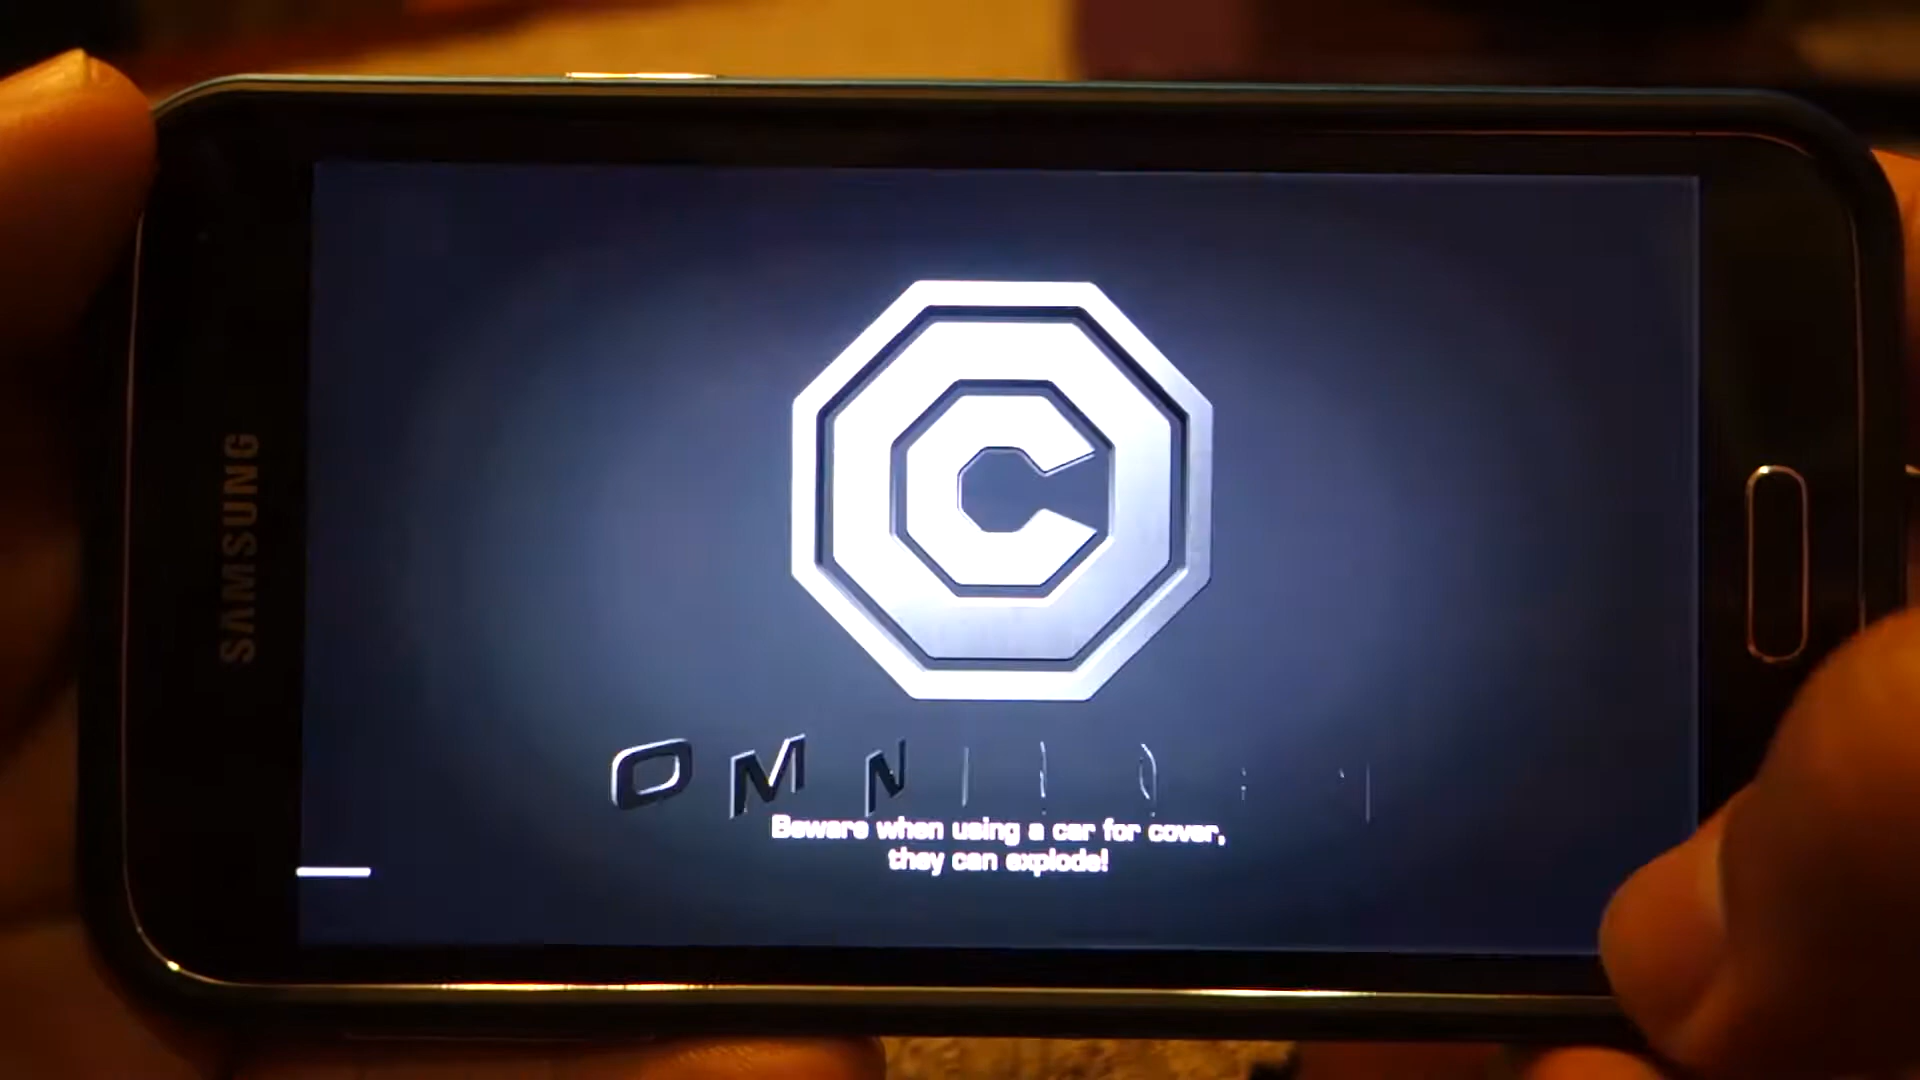 SAMSUNG
OMN
Beware when using a car for cover,
they can explode!